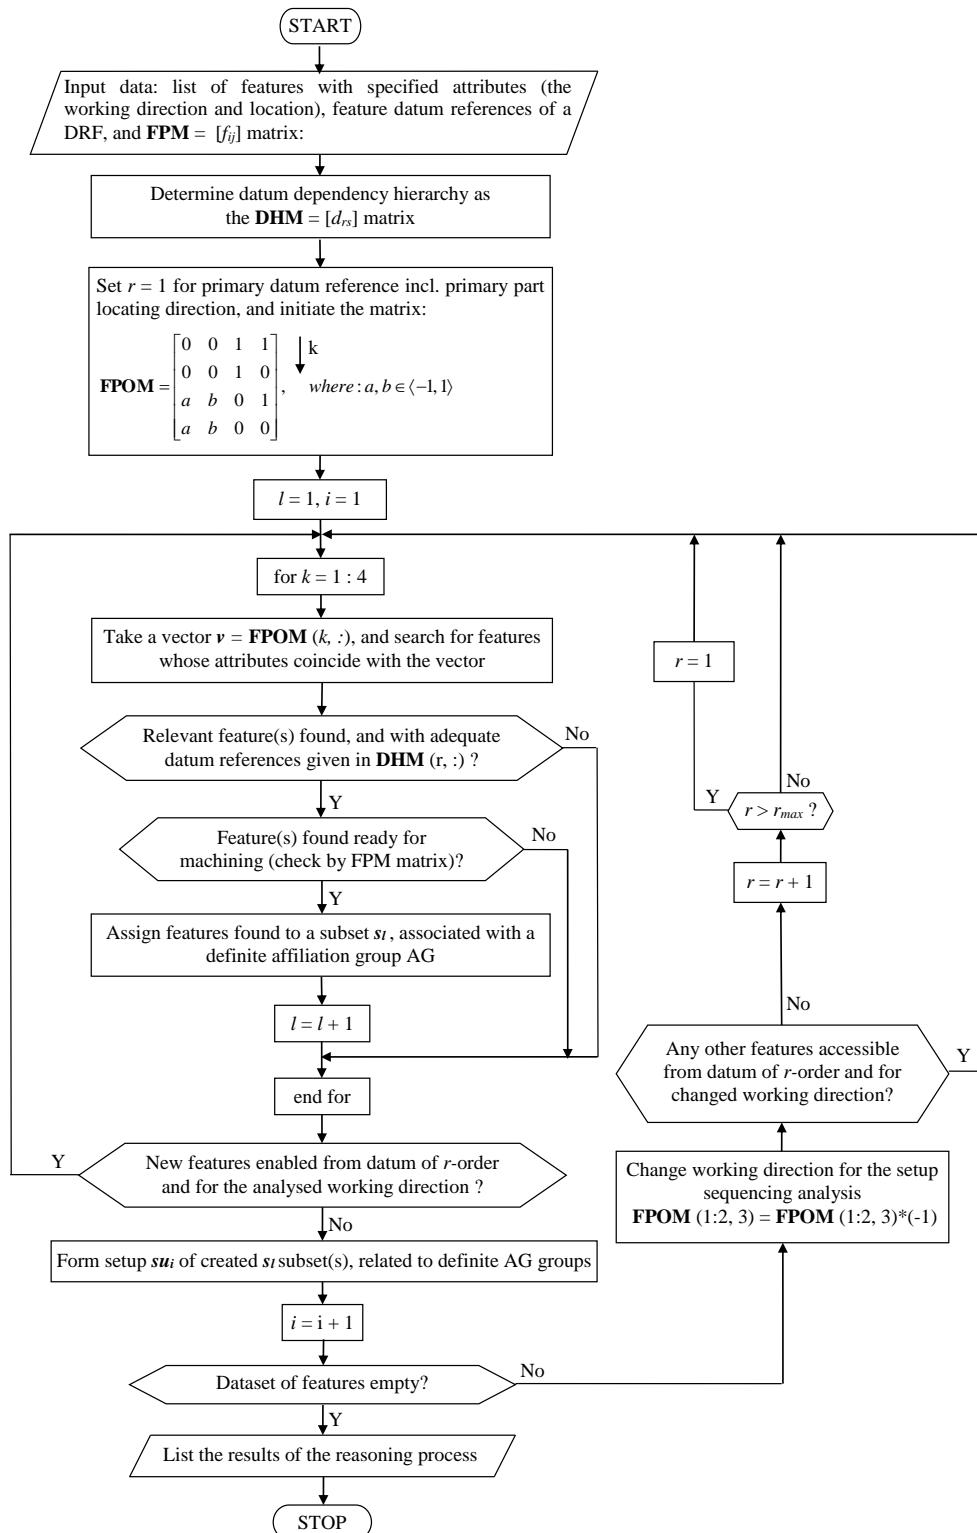 START
Input data: list of features with specified attributes (the
working direction and location), feature datum references of
a DRF, and FPM = [fij] matrix:
Determine datum dependency hierarchy as
the DHM = [drs] matrix
Set r = 1 for primary datum reference incl. primary part
locating direction, and initiate the matrix:
0 0 1 1
0 0 1 0
a b 0 1
a b 0 0
FPOM = , where : a, b ∈ ⟨−1, 1⟩
k
l = 1, i = 1
for k = 1 : 4
Take a vector v = FPOM (k, :), and search for features
whose attributes coincide with the vector
Relevant feature(s) found, and with adequate
datum references given in DHM (r, :) ?
No
Y
Feature(s) found ready for
machining (check by FPM matrix)?
No
Y
Assign features found to a subset sl, associated with a
definite affiliation group AG
l = l + 1
end for
New features enabled from datum of r-order
and for the analysed working direction ?
Y
No
Form setup sui of created sl subset(s), related to definite AG groups
i = i + 1
Dataset of features empty?
No
Y
List the results of the reasoning process
STOP
r = 1
No
Y
r > rmax ?
r = r + 1
No
Any other features accessible
from datum of r-order and for
changed working direction?
Y
Change working direction for the setup
sequencing analysis
FPOM (1:2, 3) = FPOM (1:2, 3)*(-1)